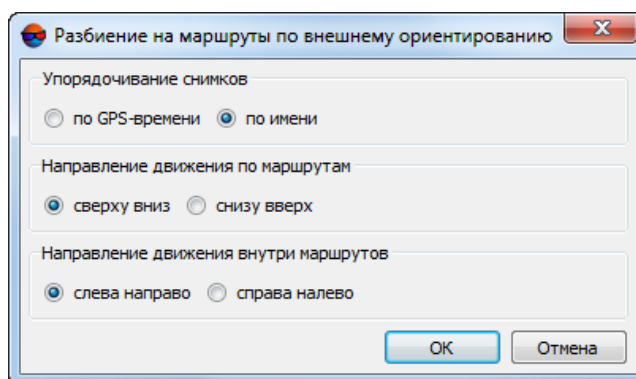 Разбиение на маршруты по внешнему ориентированию
Упорядочивание снимков
по GPS-времени по имени
Направление движения по маршрутам
сверху вниз снизу вверх
Направление движения внутри маршрутов
слева направо справа налево
OK Отмена